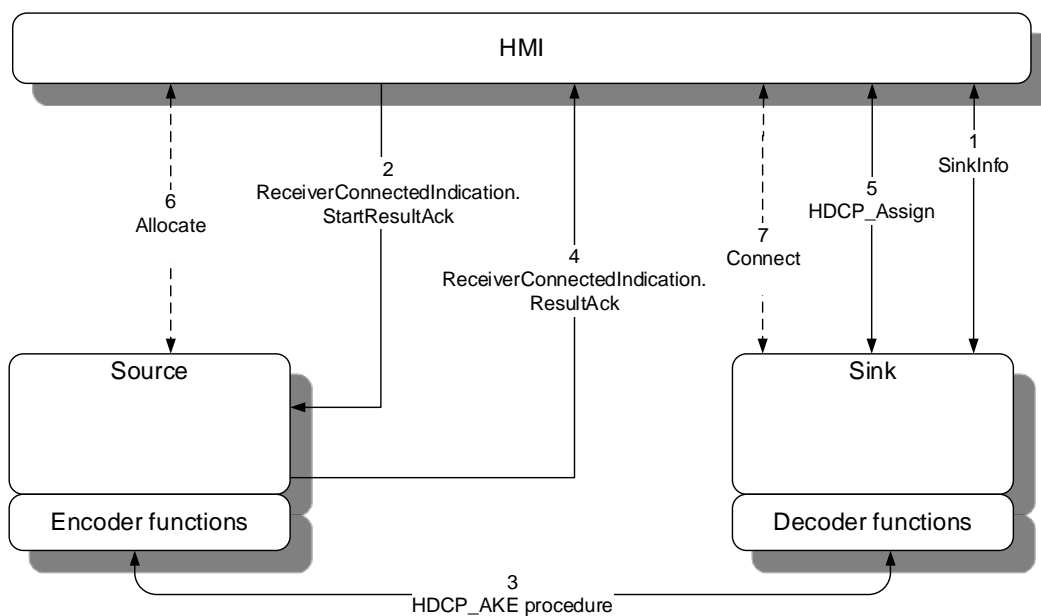 HMI
1
SinkInfo
2
ReceiverConnectedIndication.
StartResultAck
5
HDCP_Assign
6
Allocate
7
Connect
4
ReceiverConnectedIndication.
ResultAck
Source
Sink
Encoder functions
Decoder functions
3
HDCP_AKE procedure